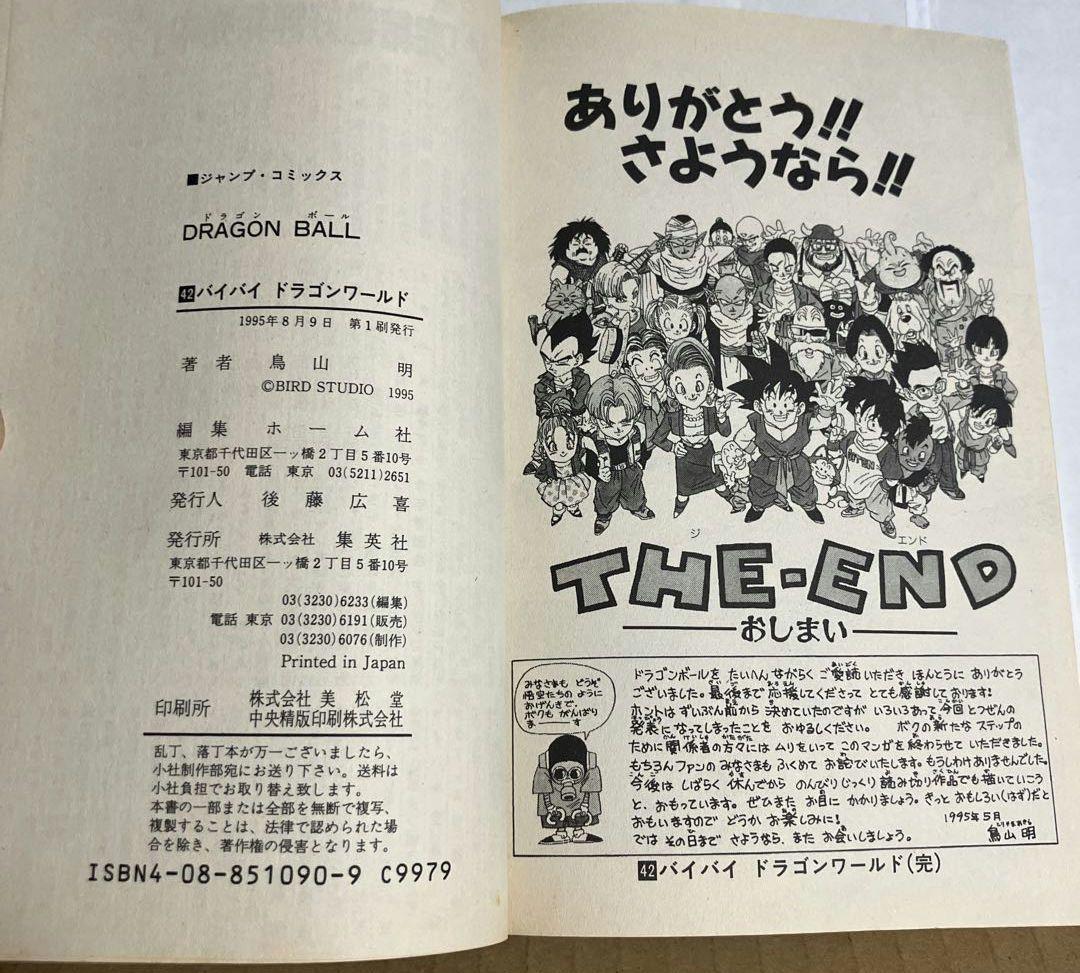 ■ジャンプ・コミックス
ドラゴン ボール
DRAGON BALL
42バイバイ ドラゴンワールド
1995年8月9日 第1刷発行
著者 鳥山 明
©BIRD STUDIO 1995
編集 ホーム社
東京都千代田区一ッ橋2丁目5番10号
〒101-50 電話 東京 03(5211)2651
発行人 後藤広喜
発行所 株式会社 集英社
東京都千代田区一ッ橋2丁目5番10号
〒101-50
03(3230)6233(編集)
電話 東京 03(3230)6191(販売)
03(3230)6076(制作)
Printed in Japan
印刷所 株式会社 美松堂
中央精版印刷株式会社
乱丁、落丁本が万一ございましたら、
小社制作部宛にお送り下さい。送料は
小社負担でお取り替え致します。
本書の一部または全部を無断で複写、
複製することは、法律で認められた場
合を除き、著作権の侵害となります。
ISBN4-08-851090-9 C9979
ありがとう!!
さようなら!!
ジ エンド
THE-END
おしまい
みなさまも どうぞ
悟空たちの ように
おげんきで、
ボクも がんばりま
ーーーす
ドラゴンボールを たいへん ながらく ご愛読いただき ほんとうに ありがとう
ございました。最後まで 応援してくださって とても感謝しております!
ホントは ずいぶん前から 決めていたのですが いろいろあって 今回 とつぜんの
発表になってしまったことを おゆるしください。 ボクの新たな ステップの
ために関係者の方々には ムリをいって このマンガを終わらせて いただきました。
もちろんファンの みなさまも ふくめて お詫びいたします。もうしわけ ありませんでした。
今後は しばらく 休んでから のんびりじっくり 読み切り作品でも描いていこう
と、おもっています。 ぜひまた お目に かかりましょう。きっと おもしろい(はず)だと
おもいますので どうか お楽しみに!
では その日まで さようなら、また お会いしましょう。
1995年5月
とりやまあきら
鳥山 明
42バイバイ ドラゴンワールド(完)